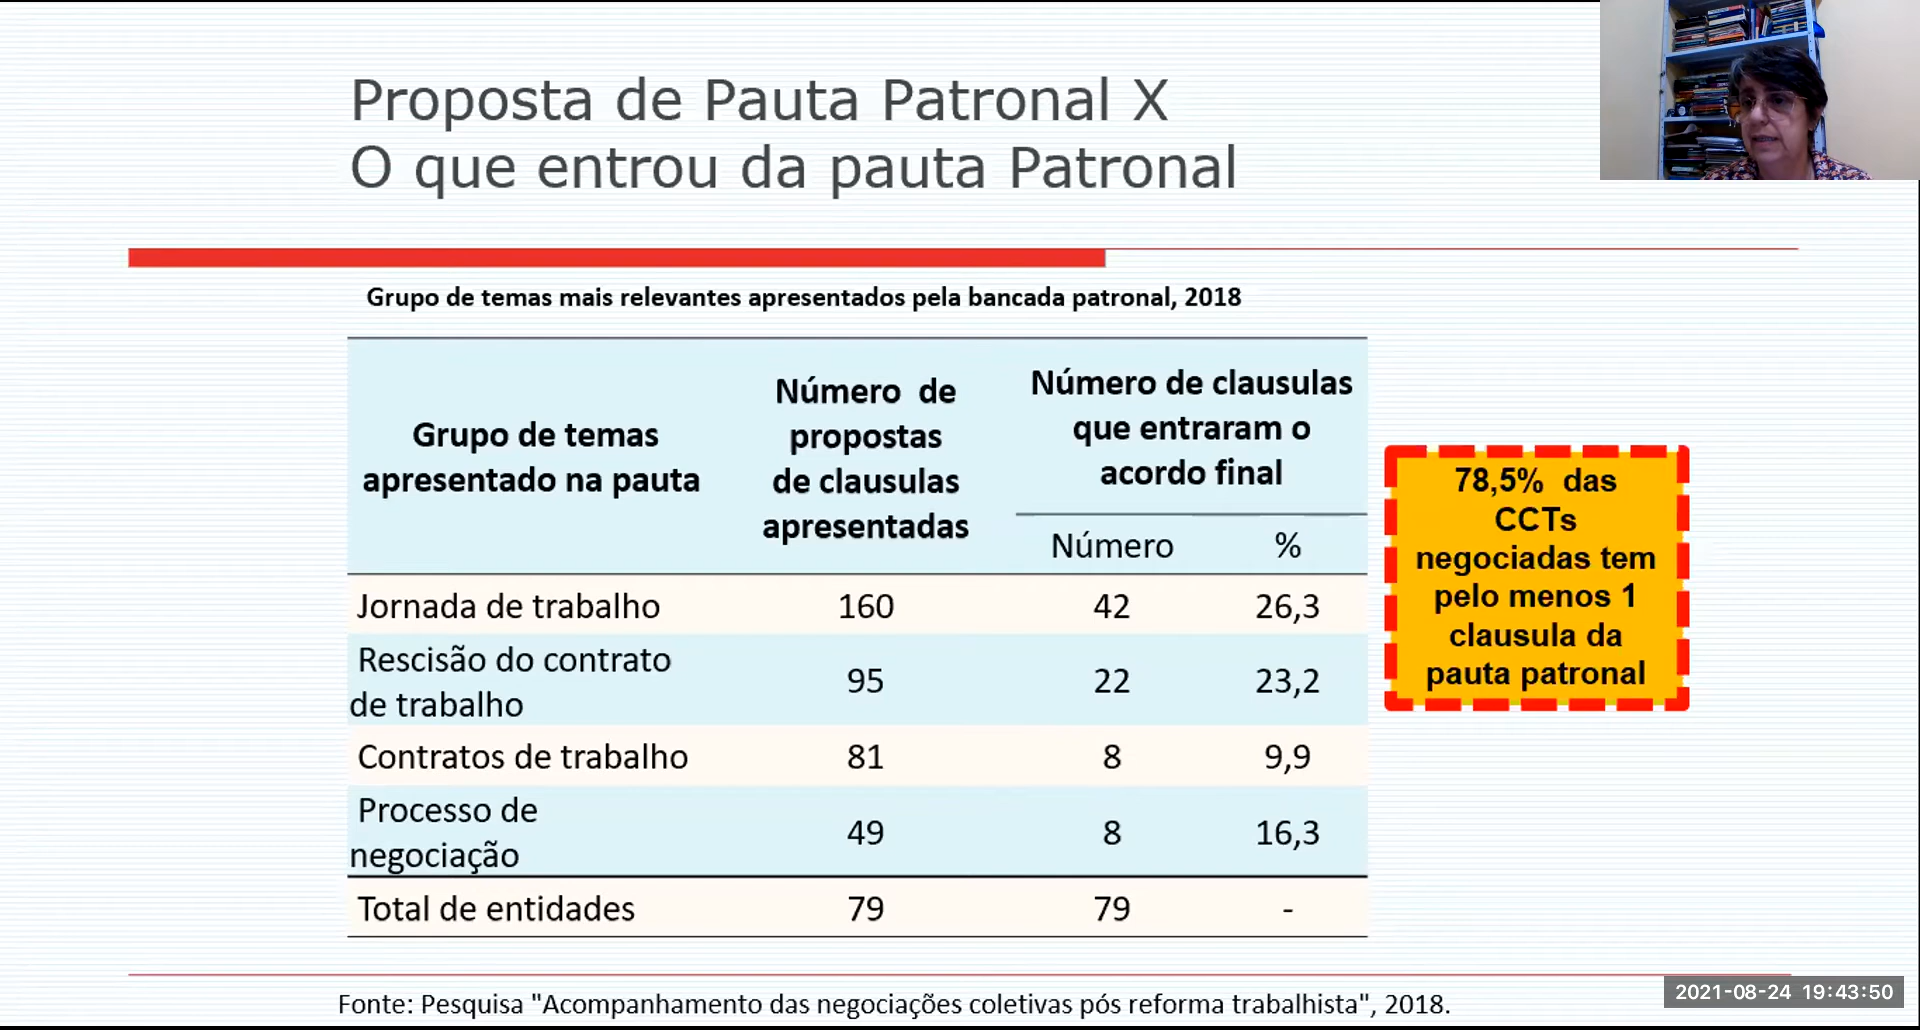 Proposta de Pauta Patronal X
O que entrou da pauta Patronal
Grupo de temas mais relevantes apresentados pela bancada patronal, 2018
Grupo de temas
apresentado na pauta
Número de
propostas
de clausulas
apresentadas
Número de clausulas
que entraram o
acordo final
Número %
Jornada de trabalho 160 42 26,3
Rescisão do contrato
de trabalho 95 22 23,2
Contratos de trabalho 81 8 9,9
Processo de
negociação 49 8 16,3
Total de entidades 79 79 -
78,5% das
CCTs
negociadas tem
pelo menos 1
clausula da
pauta patronal
Fonte: Pesquisa "Acompanhamento das negociações coletivas pós reforma trabalhista", 2018.
2021-08-24 19:43:50